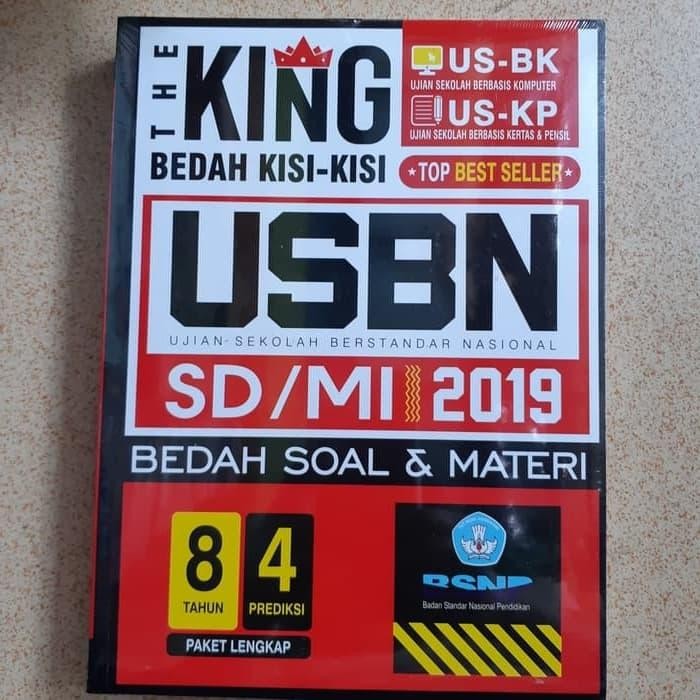 THE
KING
BEDAH KISI-KISI
US-BK
UJIAN SEKOLAH BERBASIS KOMPUTER
US-KP
UJIAN SEKOLAH BERBASIS KERTAS & PENSIL
TOP BEST SELLER
USBN
UJIAN-SEKOLAH BERSTANDAR NASIONAL
SD/MI 2019
BEDAH SOAL & MATERI
8 TAHUN
4 PREDIKSI
PAKET LENGKAP
BSNP
Badan Standar Nasional Pendidikan